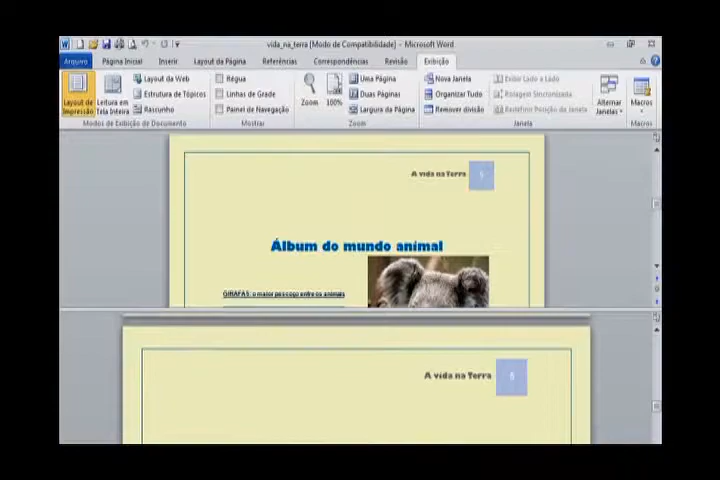 vida_na_terra [Modo de Compatibilidade] - Microsoft Word
Arquivo Página Inicial Inserir Layout da Página Referências Correspondências Revisão Exibição
Layout de Impressão
Leitura em Tela Inteira
Layout da Web
Estrutura de Tópicos
Rascunho
Modos de Exibição de Documento
Régua
Linhas de Grade
Painel de Navegação
Mostrar
Zoom
100%
Uma Página
Duas Páginas
Largura da Página
Zoom
Nova Janela
Organizar Tudo
Remover divisão
Exibir Lado a Lado
Rolagem Sincronizada
Redefinir Posição da Janela
Alternar Janelas
Janela
Macros
Macros
A vida na Terra 5
Álbum do mundo animal
GIRAFAS: o maior pescoço entre os animais
A vida na Terra